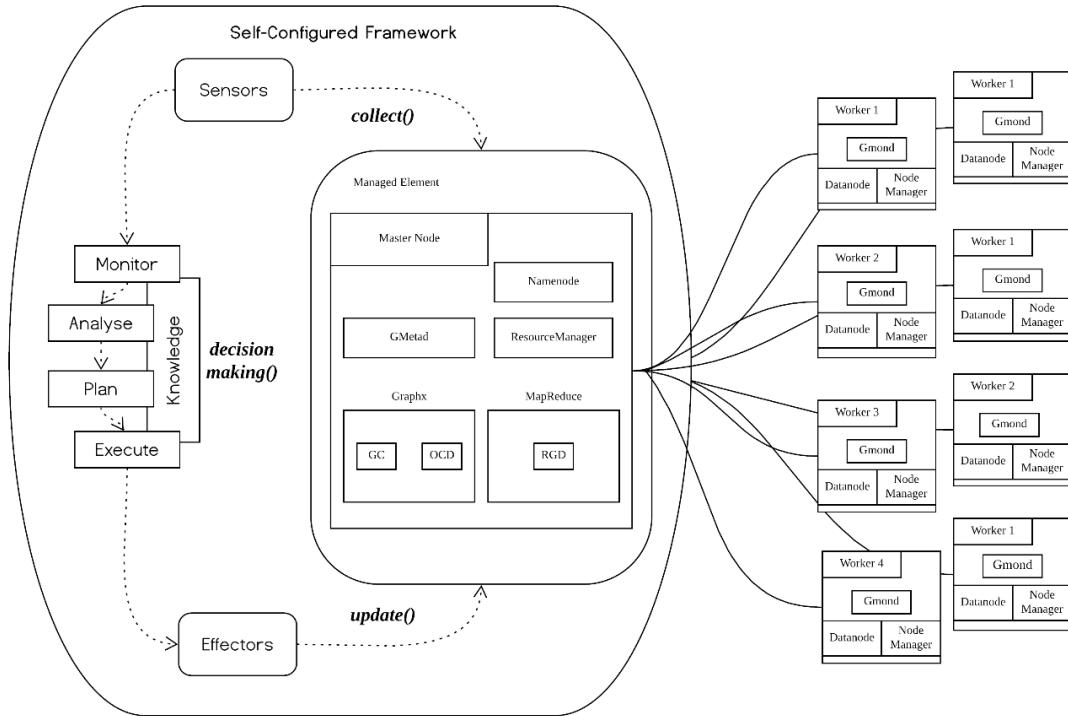 Self-Configured Framework
Sensors
collect()
Monitor
Analyse
Plan
Execute
Knowledge
decision
making()
Effectors
update()
Managed Element
Master Node
Namenode
GMetad
ResourceManager
Graphx
MapReduce
GC
OCD
RGD
Worker 1
Gmond
Datanode
Node
Manager
Worker 1
Gmond
Datanode
Node
Manager
Worker 2
Gmond
Datanode
Node
Manager
Worker 1
Gmond
Datanode
Node
Manager
Worker 3
Gmond
Datanode
Node
Manager
Worker 2
Gmond
Datanode
Node
Manager
Worker 4
Gmond
Datanode
Node
Manager
Worker 1
Gmond
Datanode
Node
Manager